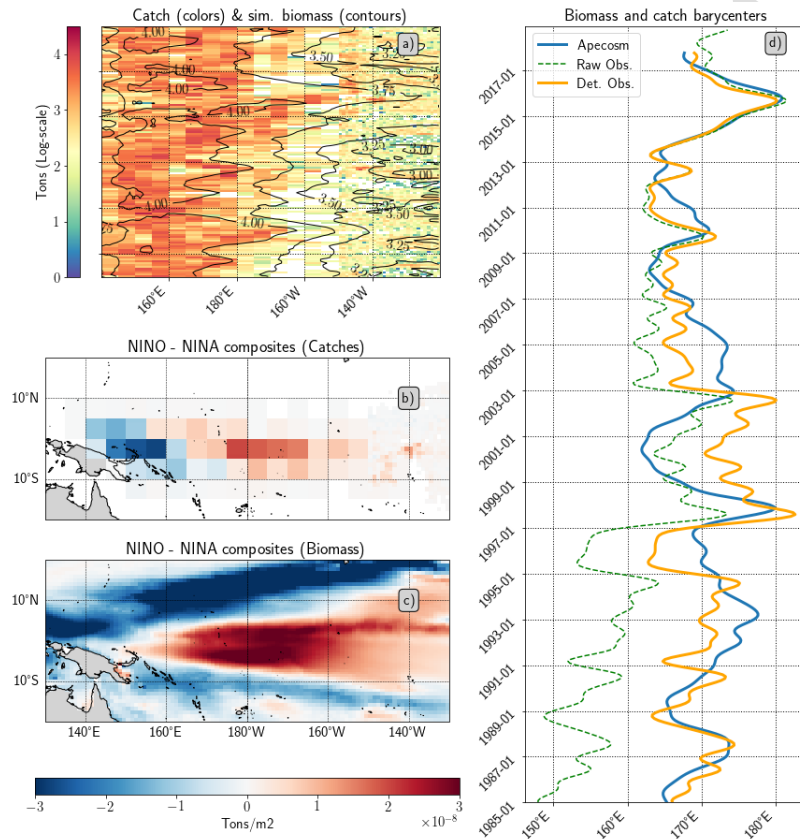 Catch (colors) & sim. biomass (contours)
a)
4.00
3.50
4.00
3.75
4.00
3.25
3.00
3.00
4.00
3.50
3.25
3.50
4.00
3.25
3.25
4
3
2
1
0
Tons (Log-scale)
160°E
180°E
160°W
140°W
NINO - NINA composites (Catches)
b)
10°N
10°S
NINO - NINA composites (Biomass)
c)
10°N
10°S
140°E
160°E
180°E
160°W
140°W
−3
−2
−1
0
1
2
3
Tons/m2
×10⁻⁸
Biomass and catch barycenters
d)
Apecosm
Raw Obs.
Det. Obs.
2017-01
2015-01
2013-01
2011-01
2009-01
2007-01
2005-01
2003-01
2001-01
1999-01
1997-01
1995-01
1993-01
1991-01
1989-01
1987-01
1985-01
150°E
160°E
170°E
180°E